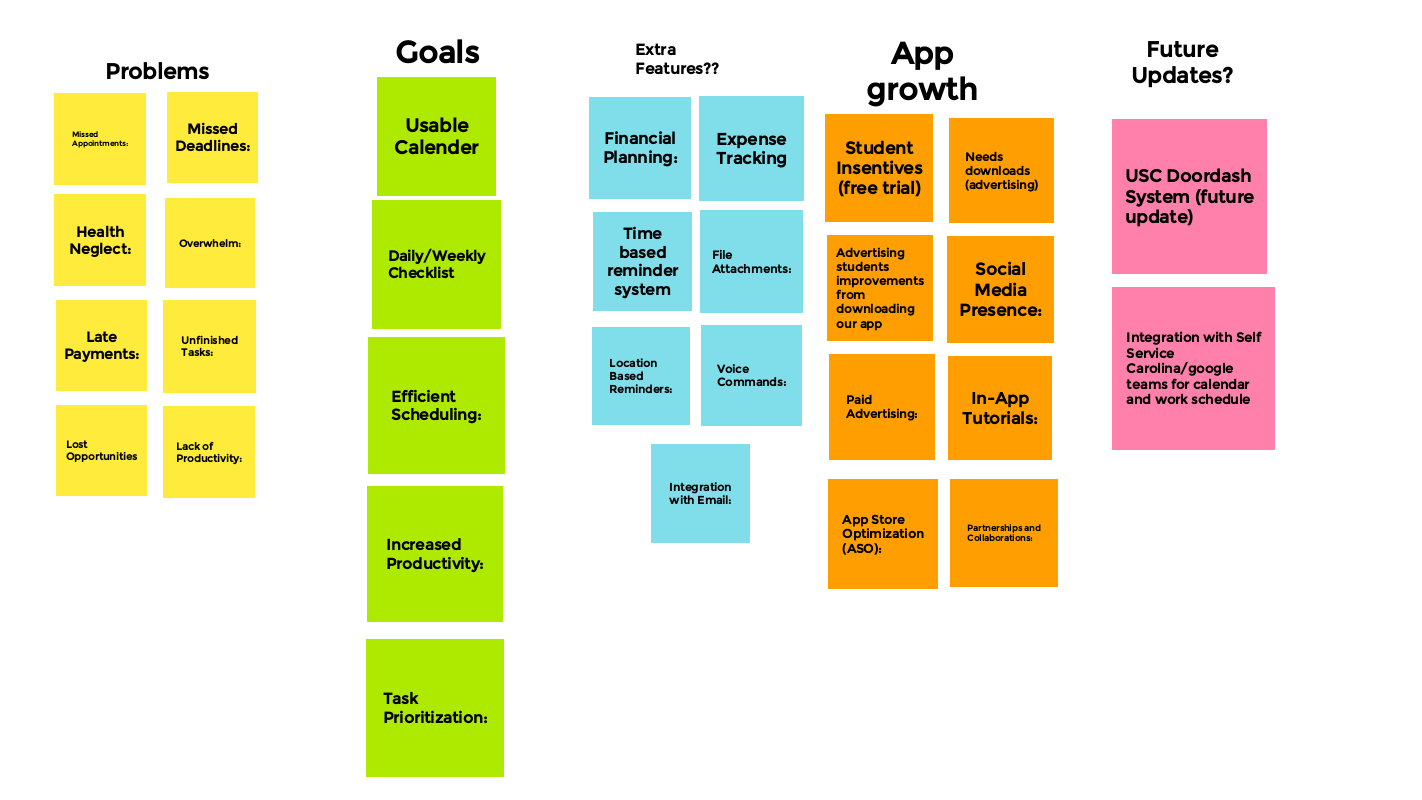 Problems
Missed
Appointments:
Missed
Deadlines:
Health
Neglect:
Overwhelm:
Late
Payments:
Unfinished
Tasks:
Lost
Opportunities
Lack of
Productivity:
Goals
Usable
Calender
Daily/Weekly
Checklist
Efficient
Scheduling:
Increased
Productivity:
Task
Prioritization:
Extra
Features??
Financial
Planning:
Expense
Tracking
Time
based
reminder
system
File
Attachments:
Location
Based
Reminders:
Voice
Commands:
Integration
with Email:
App
growth
Student
Insentives
(free trial)
Needs
downloads
(advertising)
Advertising
students
improvements
from
downloading
our app
Social
Media
Presence:
Paid
Advertising:
In-App
Tutorials:
App Store
Optimization
(ASO):
Partnerships and
Collaborations:
Future
Updates?
USC Doordash
System (future
update)
Integration with Self
Service
Carolina/google
teams for calendar
and work schedule